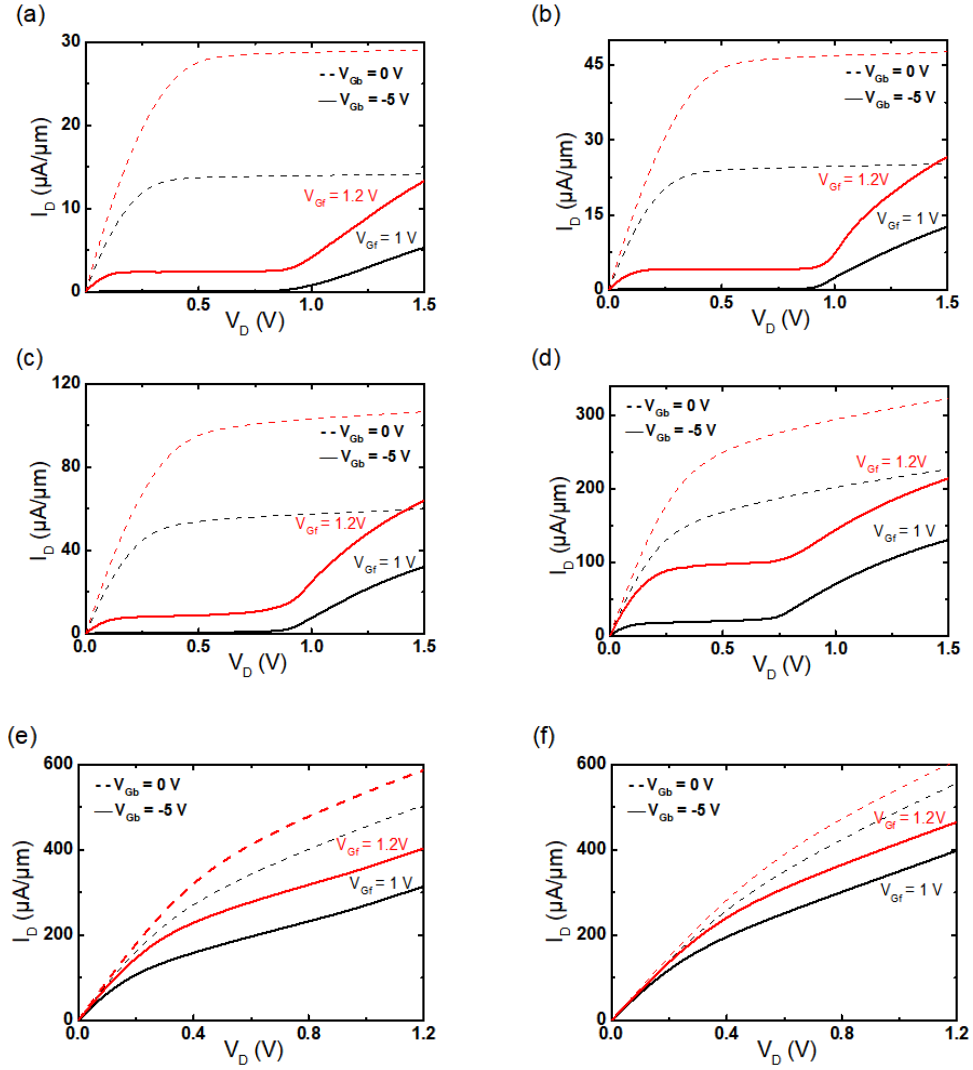 (a)
30
20
10
0
0.0 0.5 1.0 1.5
I_D (µA/µm)
V_D (V)
-- V_Gb = 0 V
— V_Gb = -5 V
V_Gf = 1.2 V
V_Gf = 1 V
(b)
45
30
15
0
0.0 0.5 1.0 1.5
I_D (µA/µm)
V_D (V)
-- V_Gb = 0 V
— V_Gb = -5 V
V_Gf = 1.2V
V_Gf = 1 V
(c)
120
80
40
0
0.0 0.5 1.0 1.5
I_D (µA/µm)
V_D (V)
-- V_Gb = 0 V
— V_Gb = -5 V
V_Gf = 1.2V
V_Gf = 1 V
(d)
300
200
100
0
0.0 0.5 1.0 1.5
I_D (µA/µm)
V_D (V)
-- V_Gb = 0 V
— V_Gb = -5 V
V_Gf = 1.2V
V_Gf = 1 V
(e)
600
400
200
0
0.0 0.4 0.8 1.2
I_D (µA/µm)
V_D (V)
-- V_Gb = 0 V
— V_Gb = -5 V
V_Gf = 1.2V
V_Gf = 1 V
(f)
600
400
200
0
0.0 0.4 0.8 1.2
I_D (µA/µm)
V_D (V)
-- V_Gb = 0 V
— V_Gb = -5 V
V_Gf = 1.2V
V_Gf = 1 V